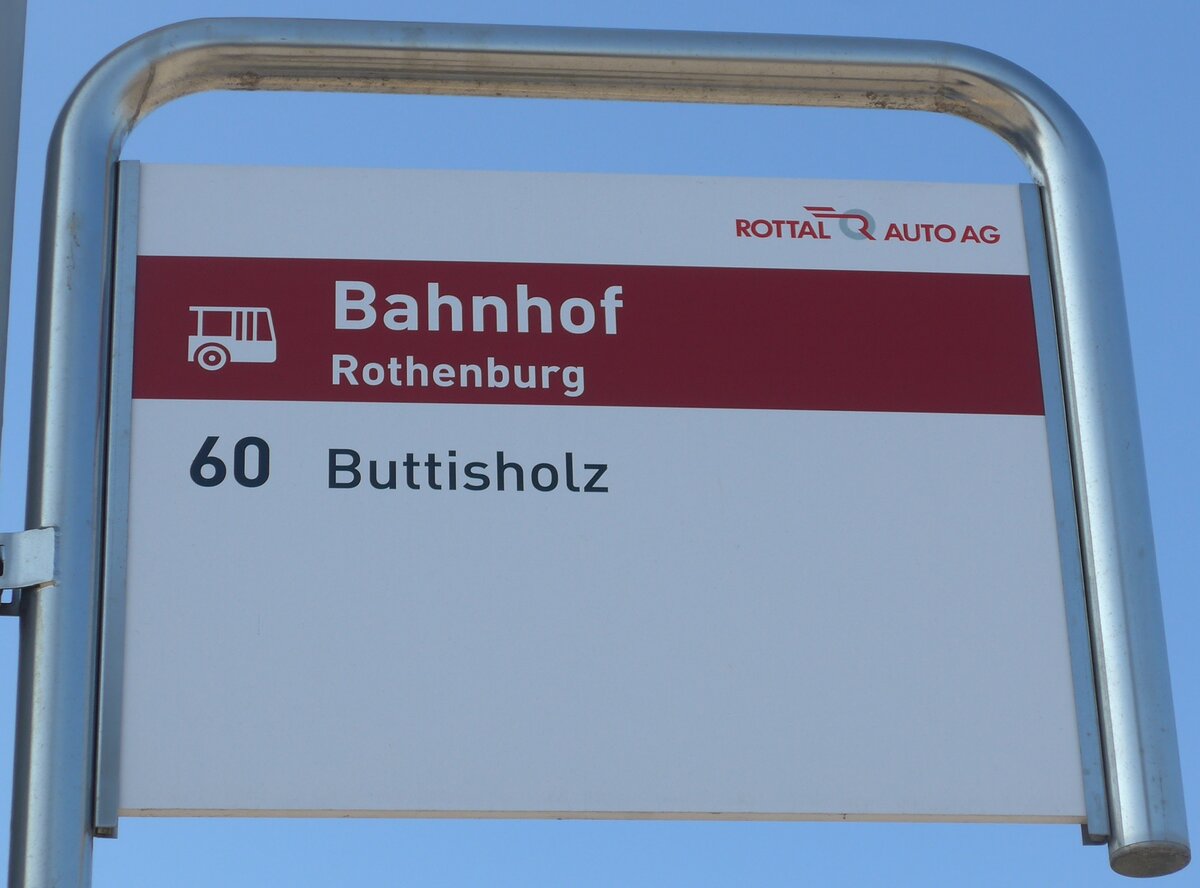 ROTTAL AUTO AG
Bahnhof
Rothenburg
60 Buttisholz